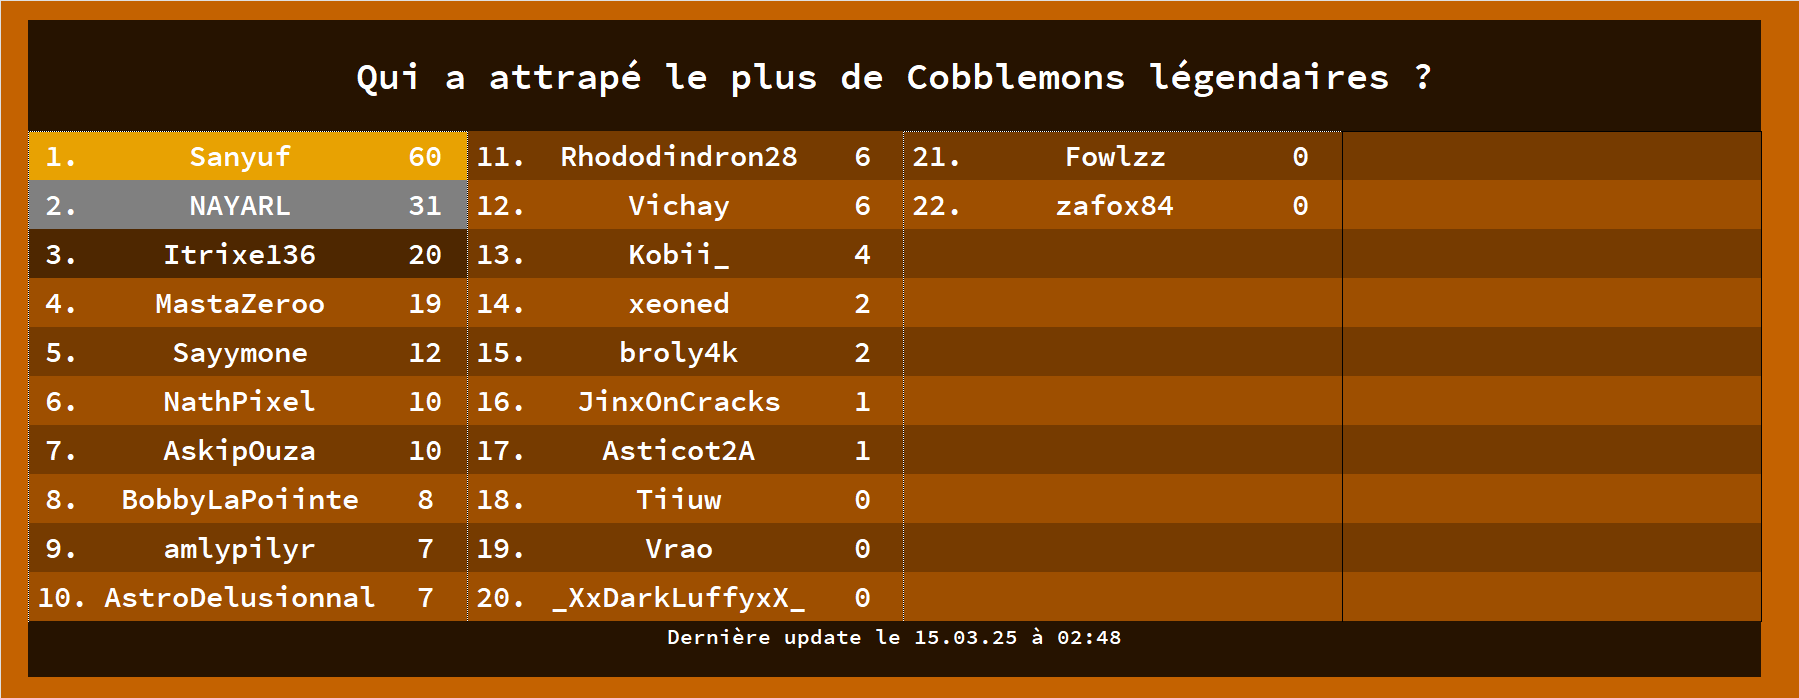 Qui a attrapé le plus de Cobblemons légendaires ?
1. Sanyuf 60
2. NAYARL 31
3. Itrixel36 20
4. MastaZeroo 19
5. Sayymone 12
6. NathPixel 10
7. AskipOuza 10
8. BobbyLaPoiinte 8
9. amlypilyr 7
10. AstroDelusionnal 7
11. Rhododindron28 6
12. Vichay 6
13. Kobii_ 4
14. xeoned 2
15. broly4k 2
16. JinxOnCracks 1
17. Asticot2A 1
18. Tiiuw 0
19. Vrao 0
20. _XxDarkLuffyxX_ 0
21. Fowlzz 0
22. zafox84 0
Dernière update le 15.03.25 à 02:48